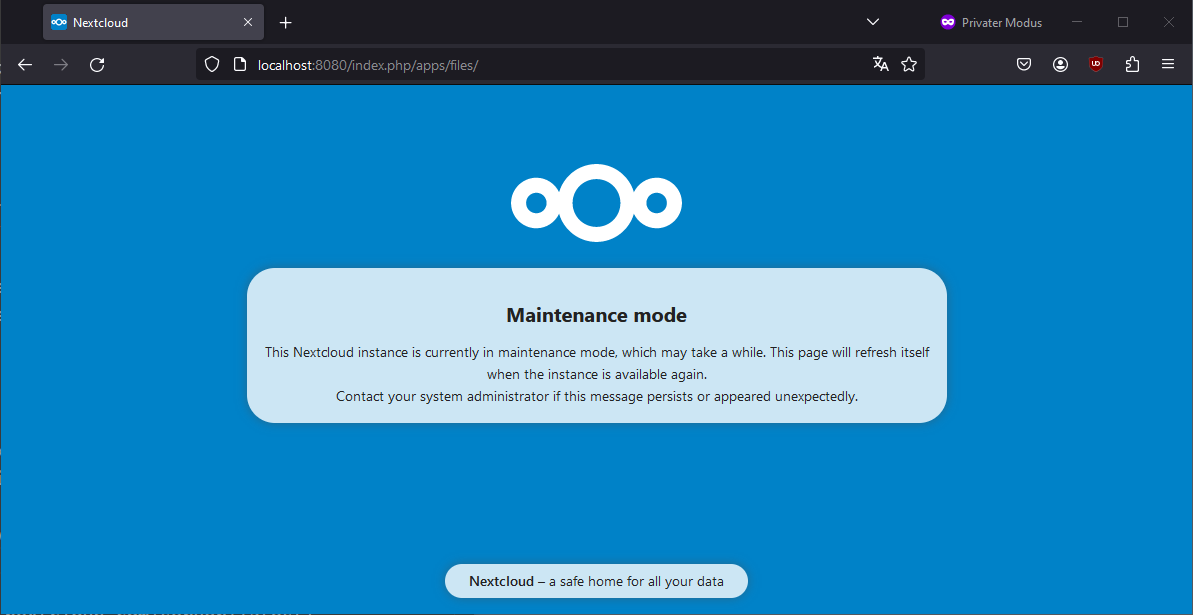 Nextcloud
Privater Modus
localhost:8080/index.php/apps/files/
Maintenance mode
This Nextcloud instance is currently in maintenance mode, which may take a while. This page will refresh itself
when the instance is available again.
Contact your system administrator if this message persists or appeared unexpectedly.
Nextcloud – a safe home for all your data